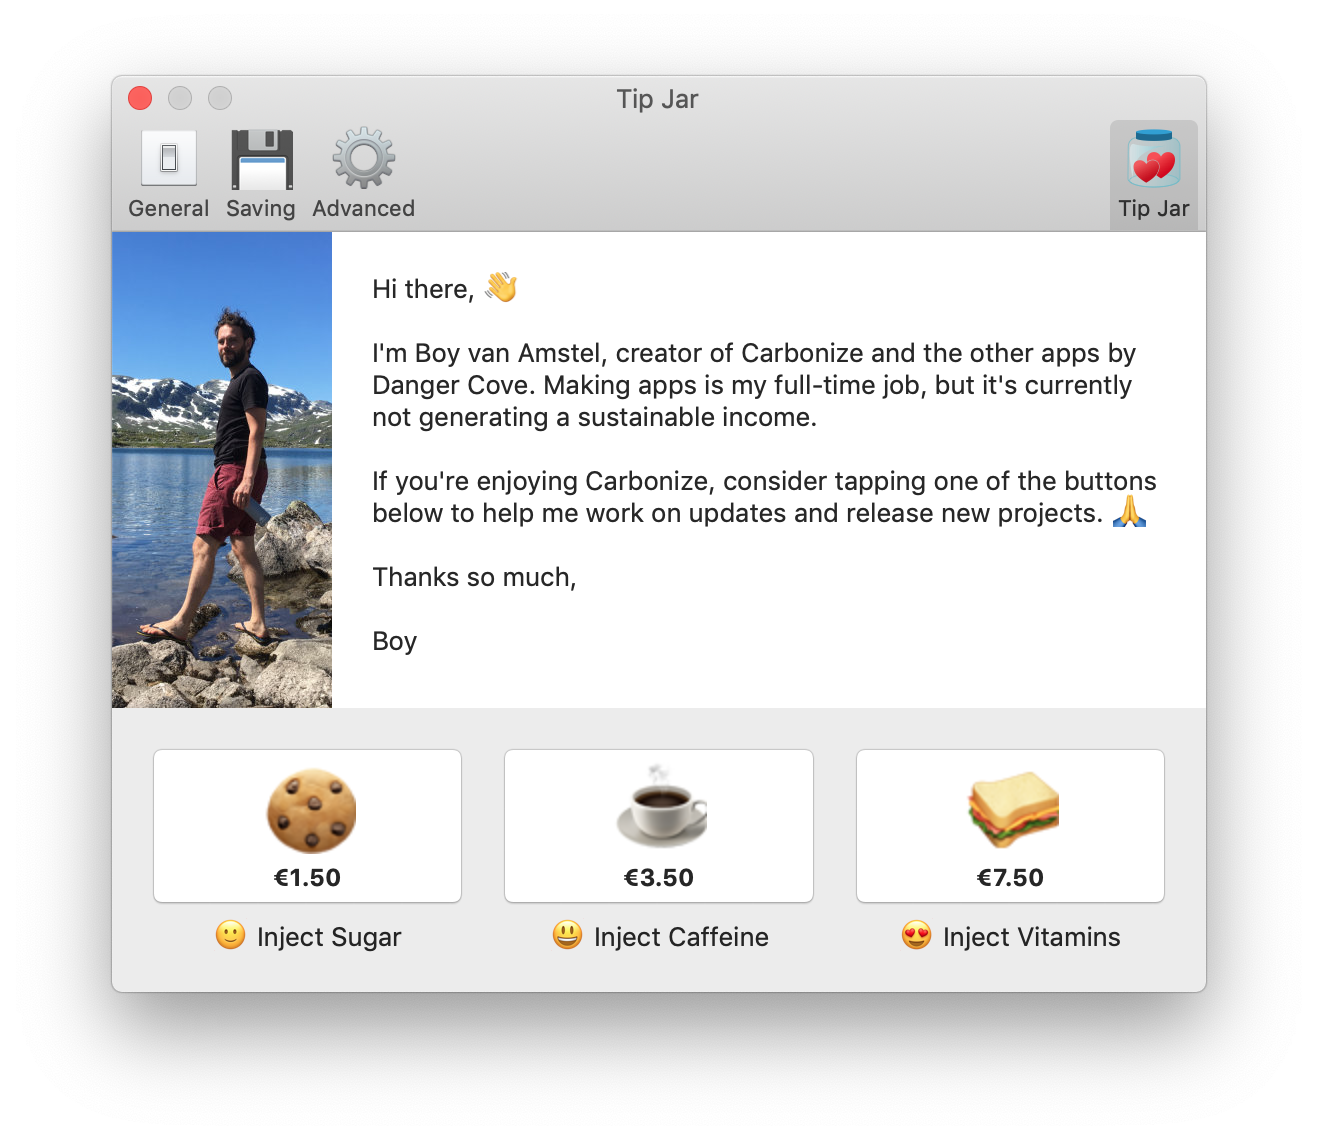 Tip Jar
General Saving Advanced Tip Jar
Hi there, 👋
I'm Boy van Amstel, creator of Carbonize and the other apps by
Danger Cove. Making apps is my full-time job, but it's currently
not generating a sustainable income.
If you're enjoying Carbonize, consider tapping one of the buttons
below to help me work on updates and release new projects. 🙏
Thanks so much,
Boy
€1.50 €3.50 €7.50
🙂 Inject Sugar 😃 Inject Caffeine 😍 Inject Vitamins